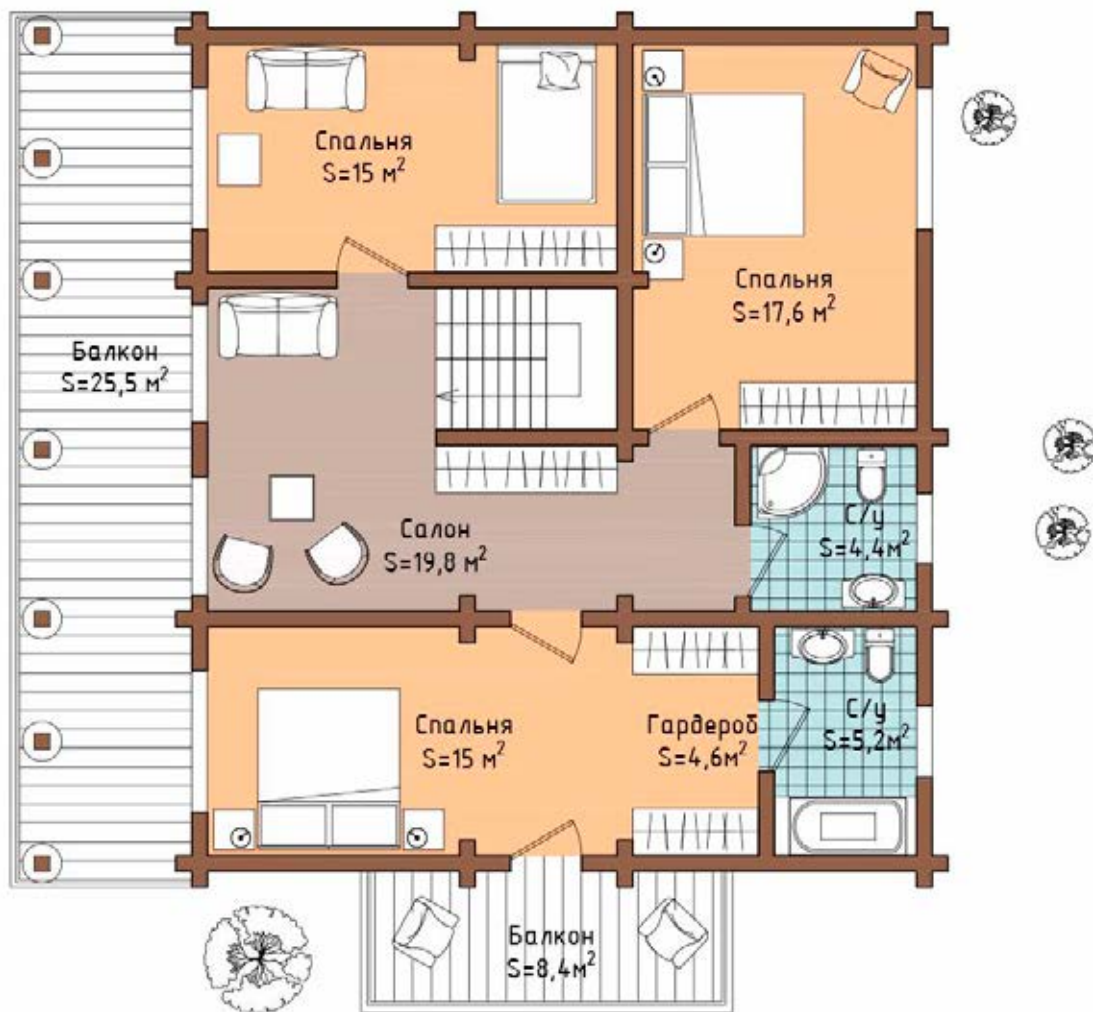 Спальня
S=15 м²
Спальня
S=17,6 м²
Балкон
S=25,5 м²
Салон
S=19,8 м²
С/у
S=4,4м²
Спальня
S=15 м²
Гардероб
S=4,6м²
С/у
S=5,2м²
Балкон
S=8,4м²